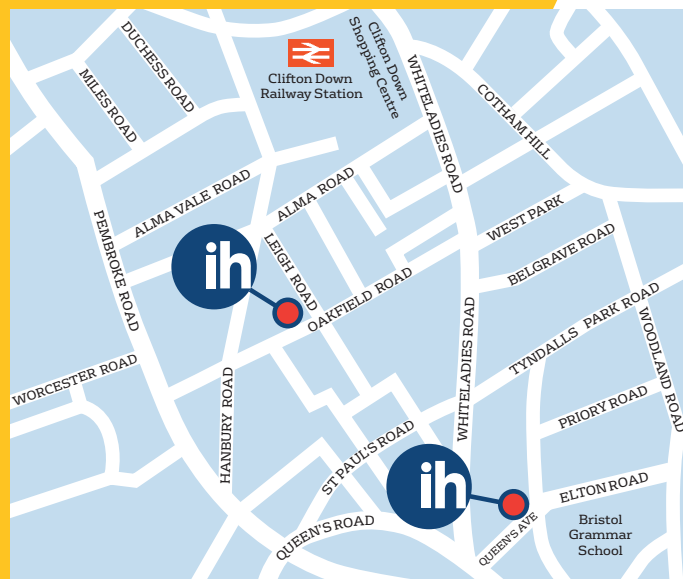 DUCHESS ROAD
MILES ROAD
Clifton Down
Railway Station
Clifton Down
Shopping Centre
WHITELADIES ROAD
COTHAM HILL
ALMA VALE ROAD
ALMA ROAD
PEMBROKE ROAD
LEIGH ROAD
WEST PARK
BELGRAVE ROAD
ih
OAKFIELD ROAD
TYNDALLS PARK ROAD
WOODLAND ROAD
WORCESTER ROAD
HANBURY ROAD
WHITELADIES ROAD
PRIORY ROAD
ST PAUL'S ROAD
ih
ELTON ROAD
QUEEN'S ROAD
QUEEN'S AVE
Bristol
Grammar
School